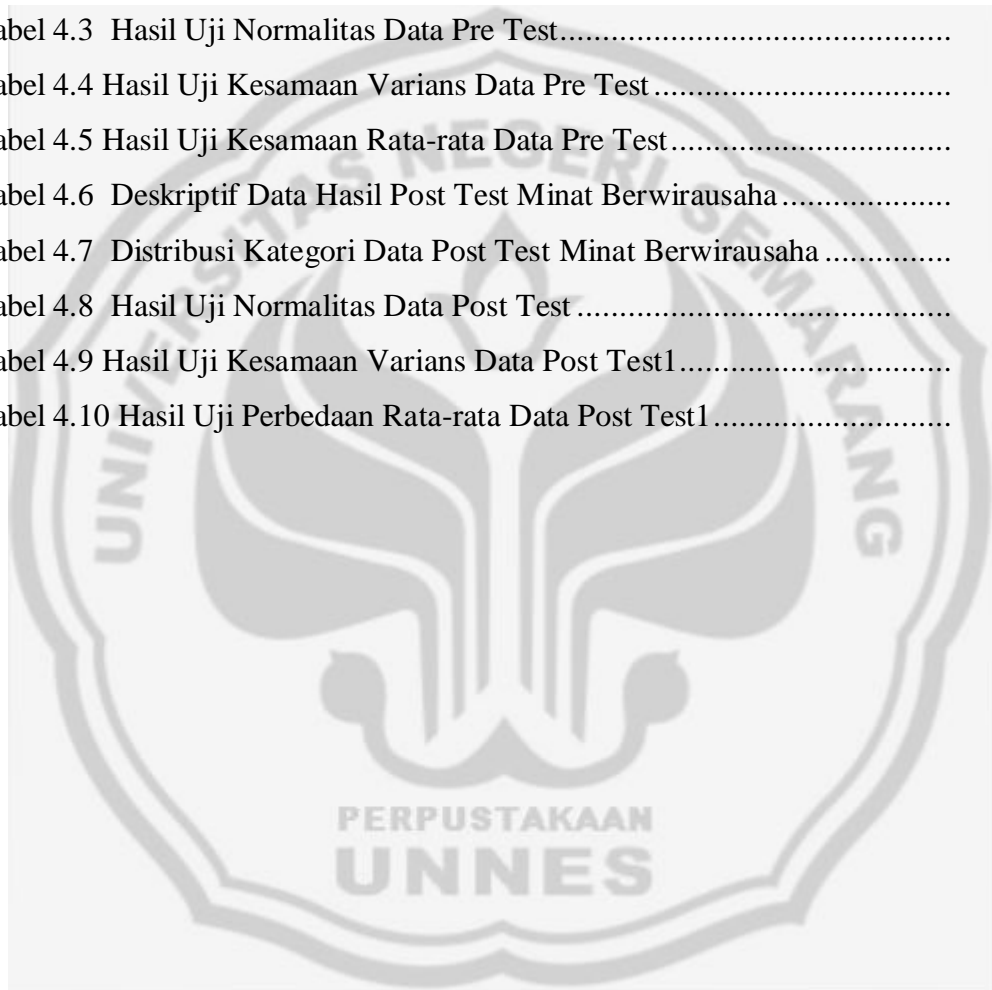 abel 4.3  Hasil Uji Normalitas Data Pre Test..............................................
abel 4.4 Hasil Uji Kesamaan Varians Data Pre Test...................................
abel 4.5 Hasil Uji Kesamaan Rata-rata Data Pre Test.................................
abel 4.6  Deskriptif Data Hasil Post Test Minat Berwirausaha....................
abel 4.7  Distribusi Kategori Data Post Test Minat Berwirausaha...............
abel 4.8  Hasil Uji Normalitas Data Post Test............................................
abel 4.9 Hasil Uji Kesamaan Varians Data Post Test1................................
abel 4.10 Hasil Uji Perbedaan Rata-rata Data Post Test1............................
UNIVERSITAS NEGERI SEMARANG
PERPUSTAKAAN
UNNES